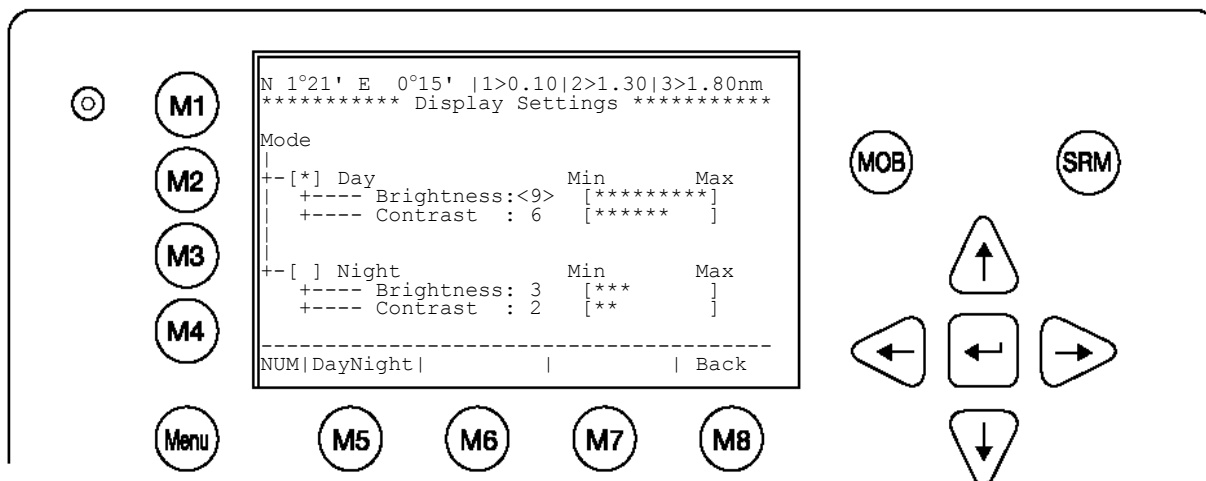 N 1°21' E  0°15' |1>0.10|2>1.30|3>1.80nm
*********** Display Settings ***********
Mode
|
+-[*] Day               Min       Max
|  +---- Brightness:<9>  [*********]
|  +---- Contrast  : 6   [******   ]
|
|
+-[ ] Night             Min       Max
   +---- Brightness: 3   [***      ]
   +---- Contrast  : 2   [**       ]
----------------------------------------
NUM|DayNight|         |         | Back
M1
M2
M3
M4
Menu
M5
M6
M7
M8
MOB
SRM